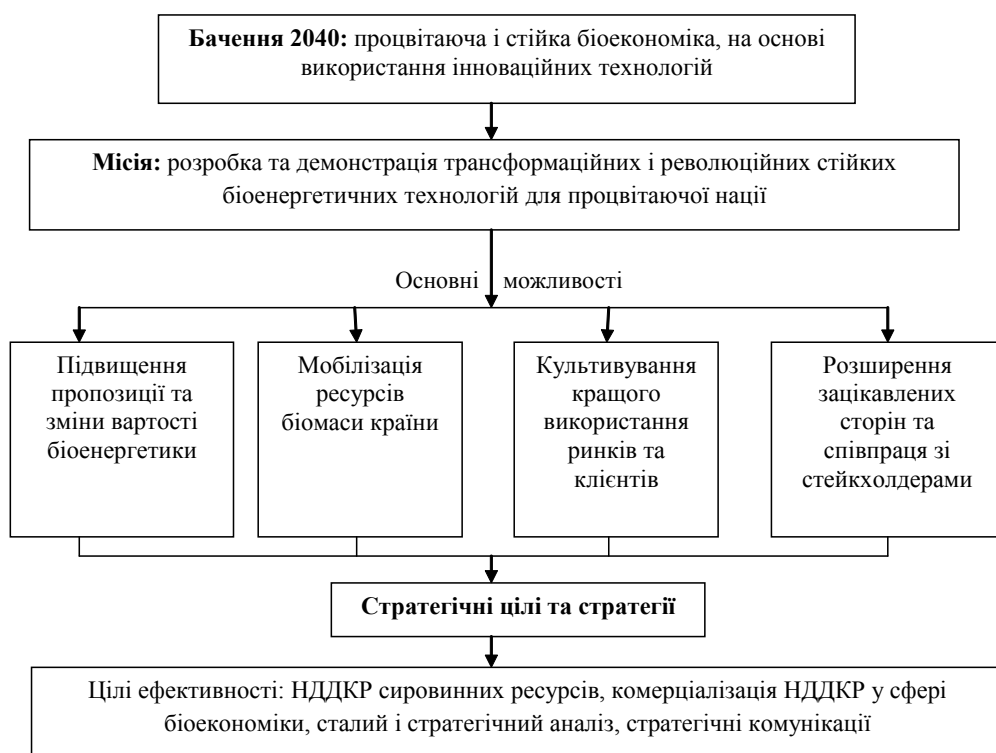 Бачення 2040: процвітаюча і стійка біоекономіка, на основі
використання інноваційних технологій
Місія: розробка та демонстрація трансформаційних і революційних стійких
біоенергетичних технологій для процвітаючої нації
Основні можливості
Підвищення
пропозиції та
зміни вартості
біоенергетики
Мобілізація
ресурсів
біомаси країни
Культивування
кращого
використання
ринків та
клієнтів
Розширення
зацікавлених
сторін та
співпраця зі
стейкхолдерами
Стратегічні цілі та стратегії
Цілі ефективності: НДДКР сировинних ресурсів, комерціалізація НДДКР у сфері
біоекономіки, сталий і стратегічний аналіз, стратегічні комунікації